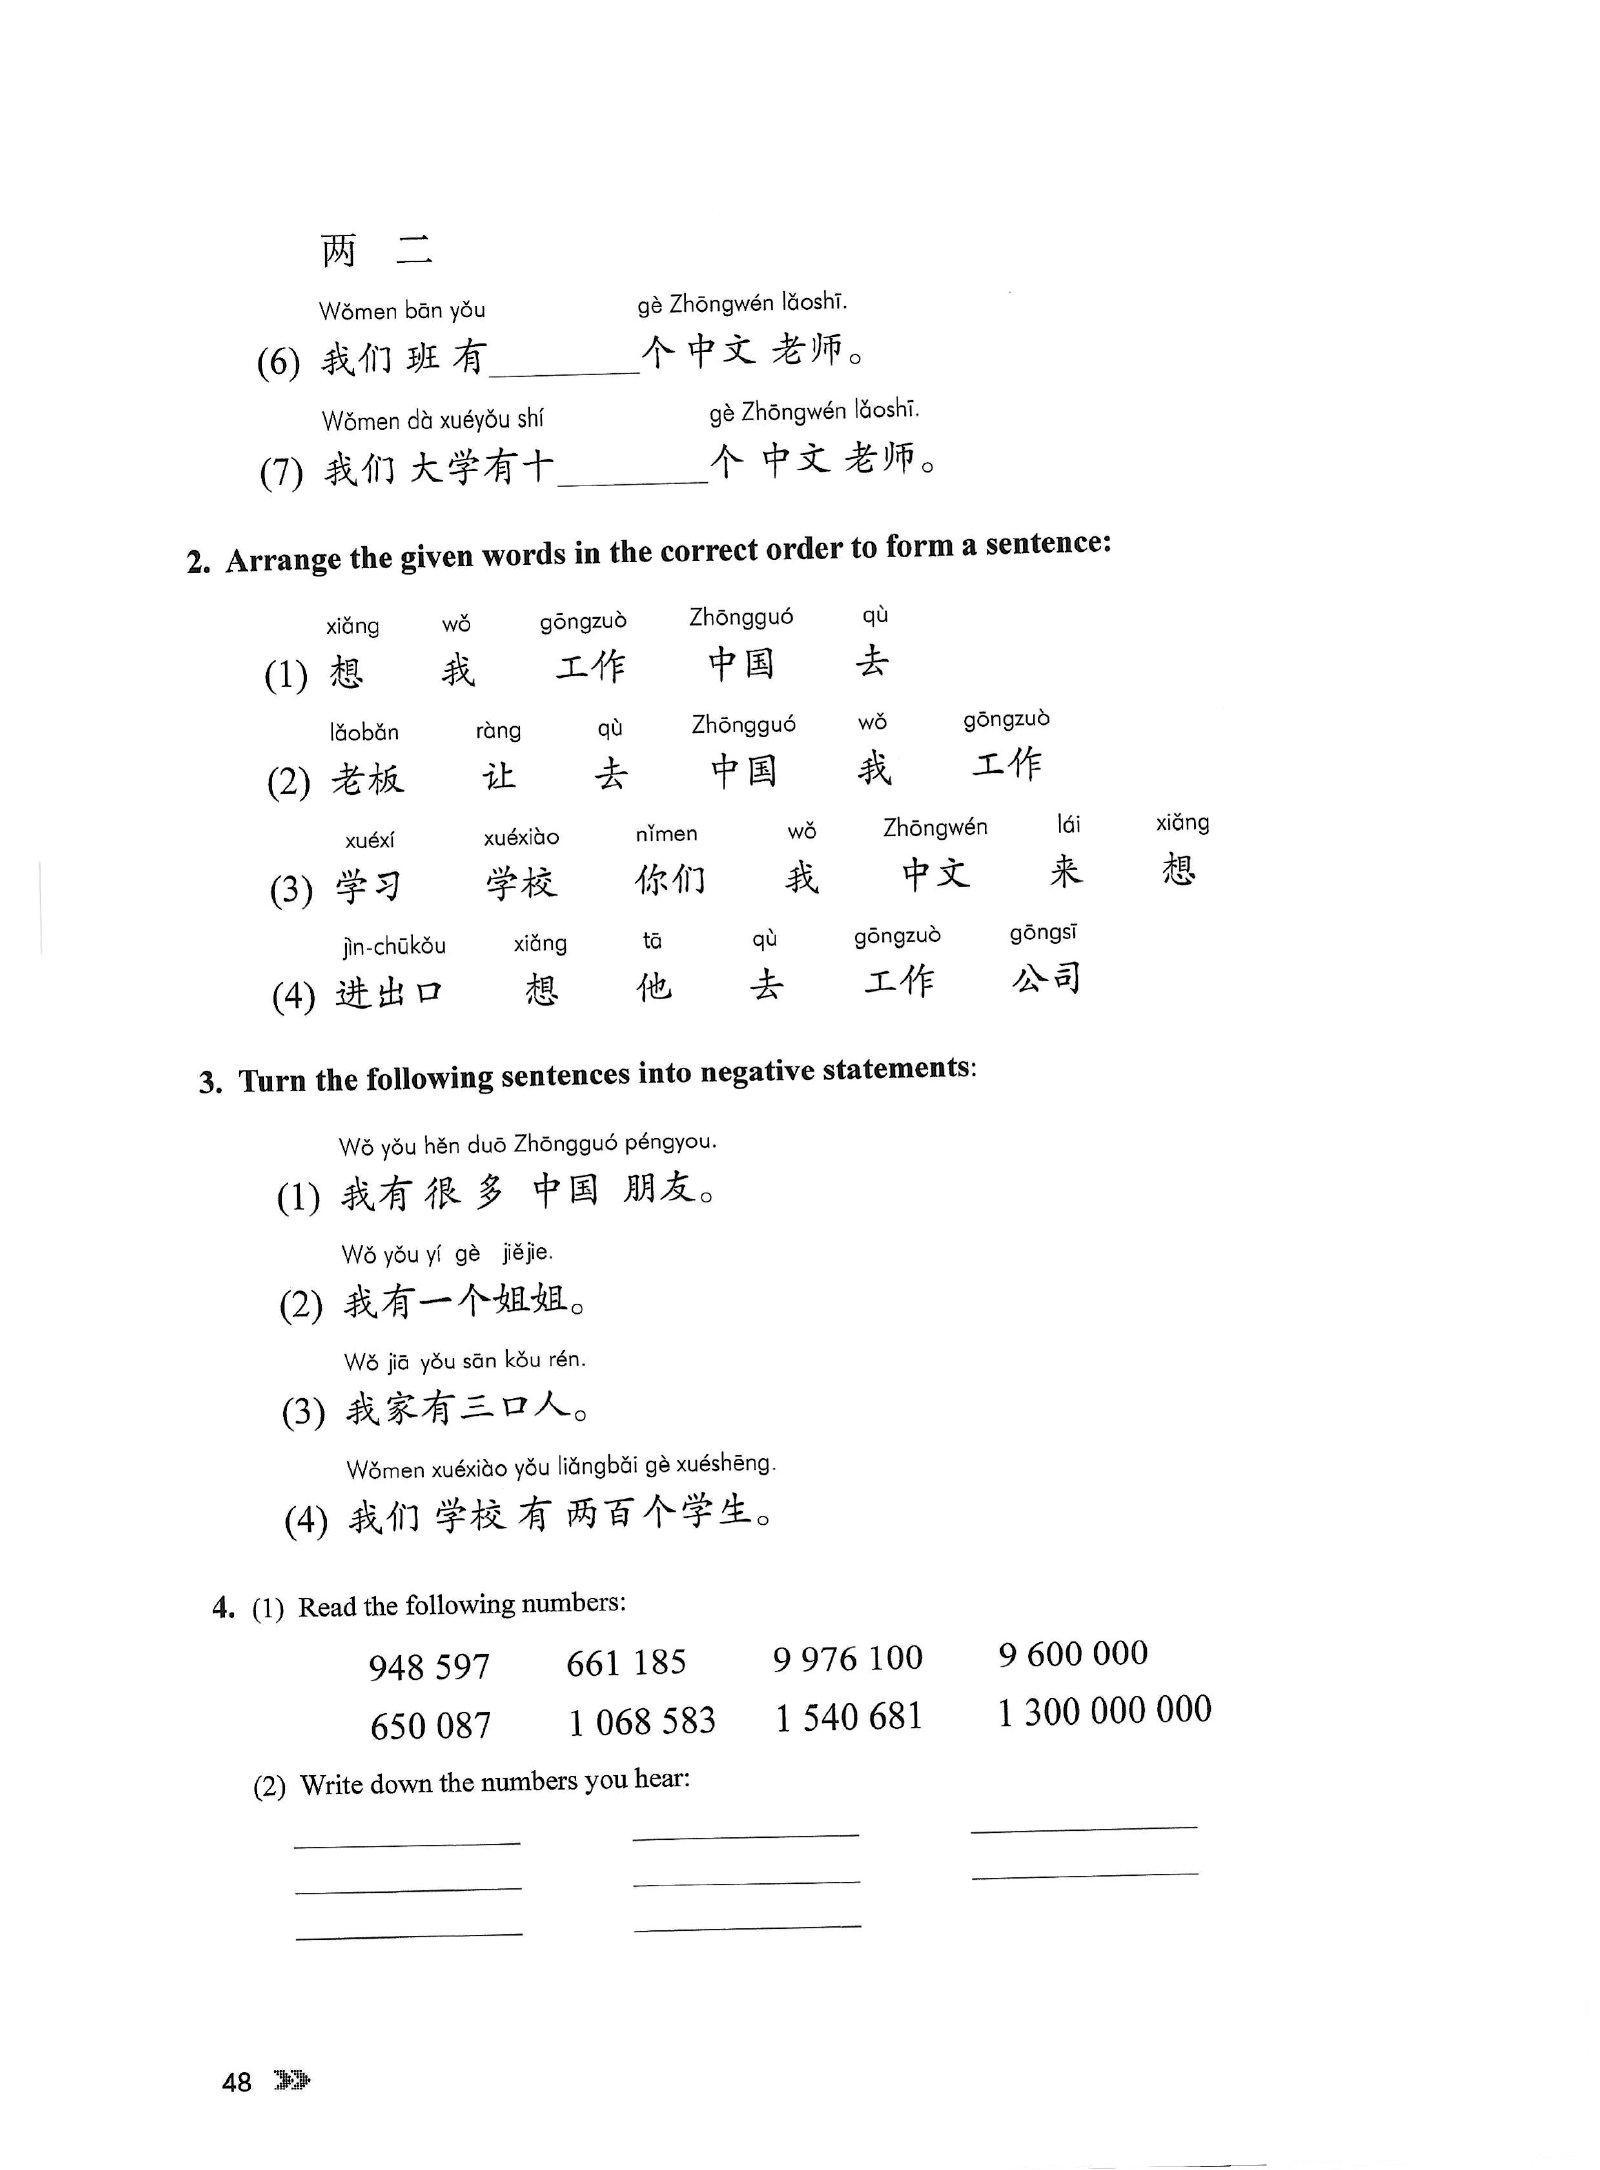 两 二
Wǒmen bān yǒu gè Zhōngwén lǎoshī.
(6) 我们 班 有________个 中文 老师。
Wǒmen dà xuéyǒu shí gè Zhōngwén lǎoshī.
(7) 我们 大学有十________个 中文 老师。
2. Arrange the given words in the correct order to form a sentence:
xiǎng wǒ gōngzuò Zhōngguó qù
(1) 想 我 工作 中国 去
lǎobǎn ràng qù Zhōngguó wǒ gōngzuò
(2) 老板 让 去 中国 我 工作
xuéxí xuéxiào nǐmen wǒ Zhōngwén lái xiǎng
(3) 学习 学校 你们 我 中文 来 想
jìn-chūkǒu xiǎng tā qù gōngzuò gōngsī
(4) 进出口 想 他 去 工作 公司
3. Turn the following sentences into negative statements:
Wǒ yǒu hěn duō Zhōngguó péngyou.
(1) 我有 很 多 中国 朋友。
Wǒ yǒu yí gè jiějie.
(2) 我有一个姐姐。
Wǒ jiā yǒu sān kǒu rén.
(3) 我家有三口人。
Wǒmen xuéxiào yǒu liǎngbǎi gè xuéshēng.
(4) 我们 学校 有 两百个学生。
4. (1) Read the following numbers:
948 597 661 185 9 976 100 9 600 000
650 087 1 068 583 1 540 681 1 300 000 000
(2) Write down the numbers you hear:
48